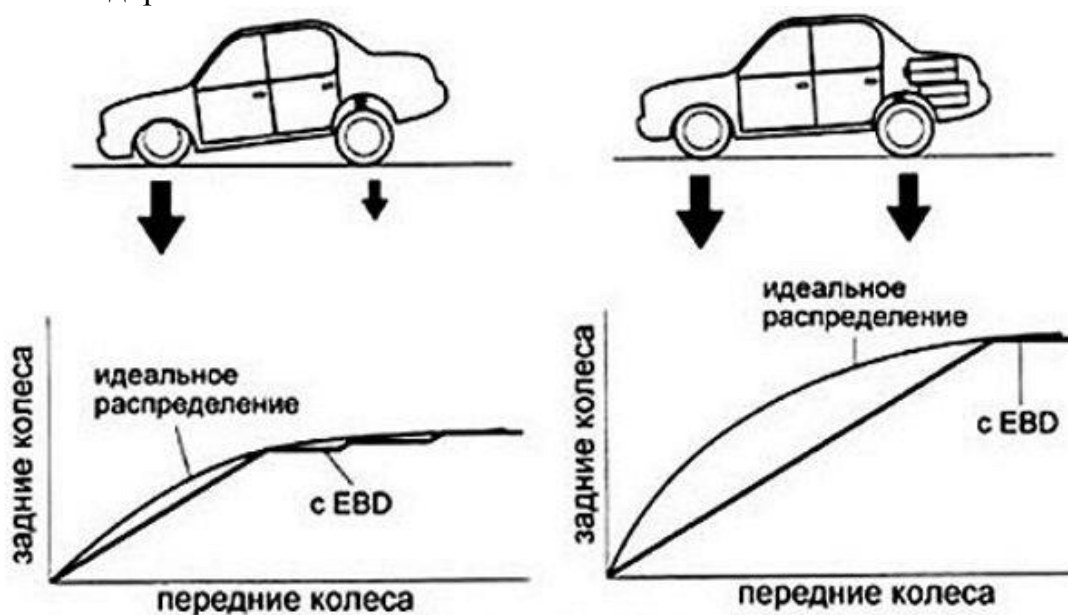 идеальное
распределение
с EBD
задние колеса
передние колеса
идеальное
распределение
с EBD
задние колеса
передние колеса